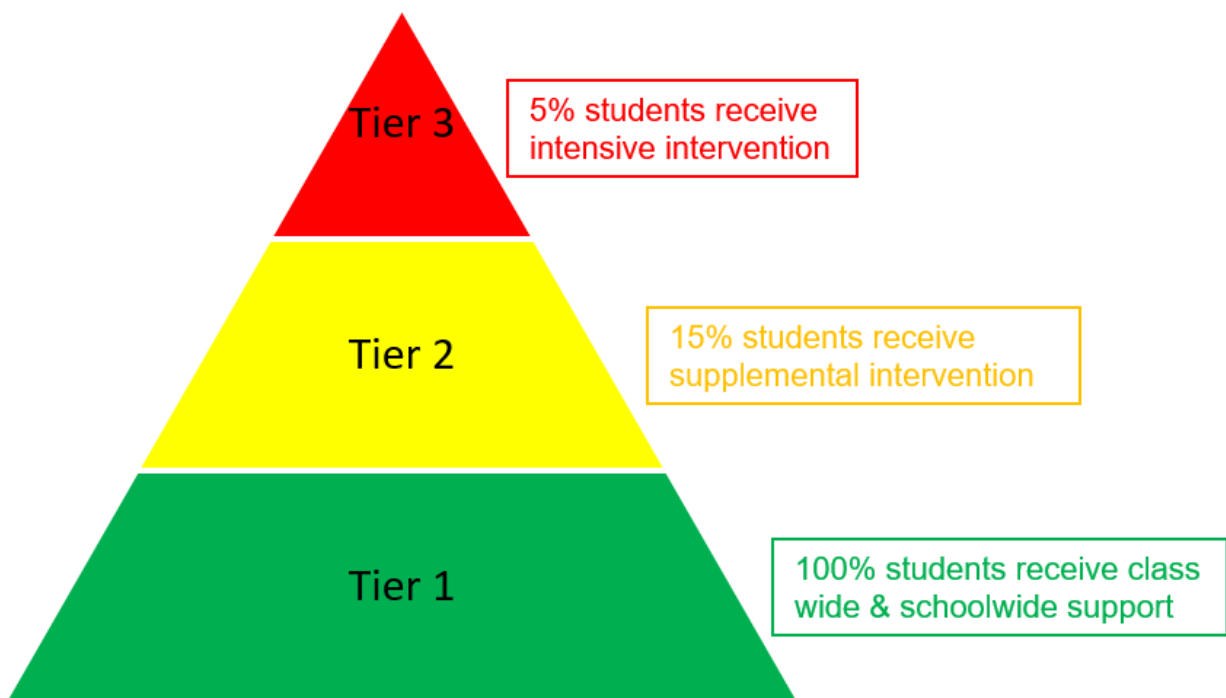 Tier 3
5% students receive
intensive intervention
Tier 2
15% students receive
supplemental intervention
Tier 1
100% students receive class
wide & schoolwide support